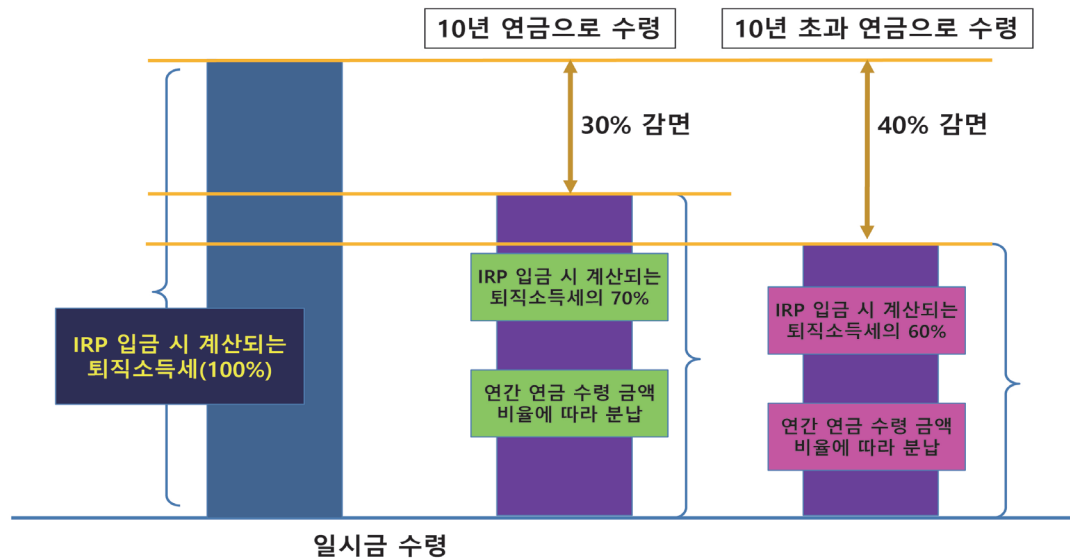 10년 연금으로 수령
10년 초과 연금으로 수령
30% 감면
40% 감면
IRP 입금 시 계산되는
퇴직소득세(100%)
IRP 입금 시 계산되는
퇴직소득세의 70%
연간 연금 수령 금액
비율에 따라 분납
IRP 입금 시 계산되는
퇴직소득세의 60%
연간 연금 수령 금액
비율에 따라 분납
일시금 수령